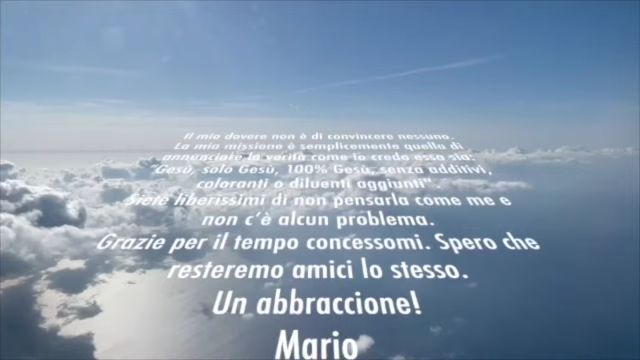 Il mio dovere non è di convincere nessuno.
La mia missione è semplicemente quella di
annunciare la verità come io credo essa sia:
"Gesù, solo Gesù, 100% Gesù, senza additivi,
coloranti o diluenti aggiunti".
Siete liberissimi di non pensarla come me e
non c'è alcun problema.
Grazie per il tempo concessomi. Spero che
resteremo amici lo stesso.
Un abbraccione!
Mario